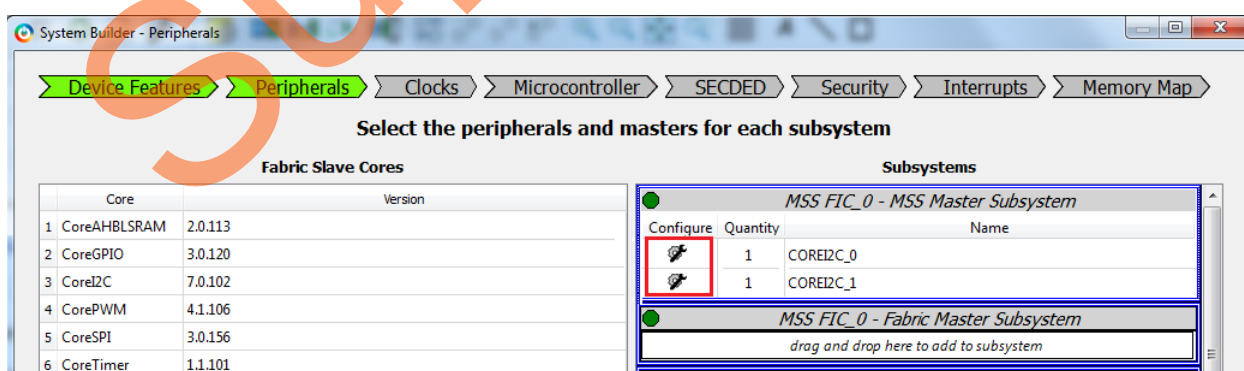 System Builder - Peripherals
Device Features Peripherals Clocks Microcontroller SECDED Security Interrupts Memory Map
Select the peripherals and masters for each subsystem
Fabric Slave Cores
Core Version
1 CoreAHBLSRAM 2.0.113
2 CoreGPIO 3.0.120
3 CoreI2C 7.0.102
4 CorePWM 4.1.106
5 CoreSPI 3.0.156
6 CoreTimer 1.1.101
Subsystems
MSS FIC_0 - MSS Master Subsystem
Configure Quantity Name
1 COREI2C_0
1 COREI2C_1
MSS FIC_0 - Fabric Master Subsystem
drag and drop here to add to subsystem